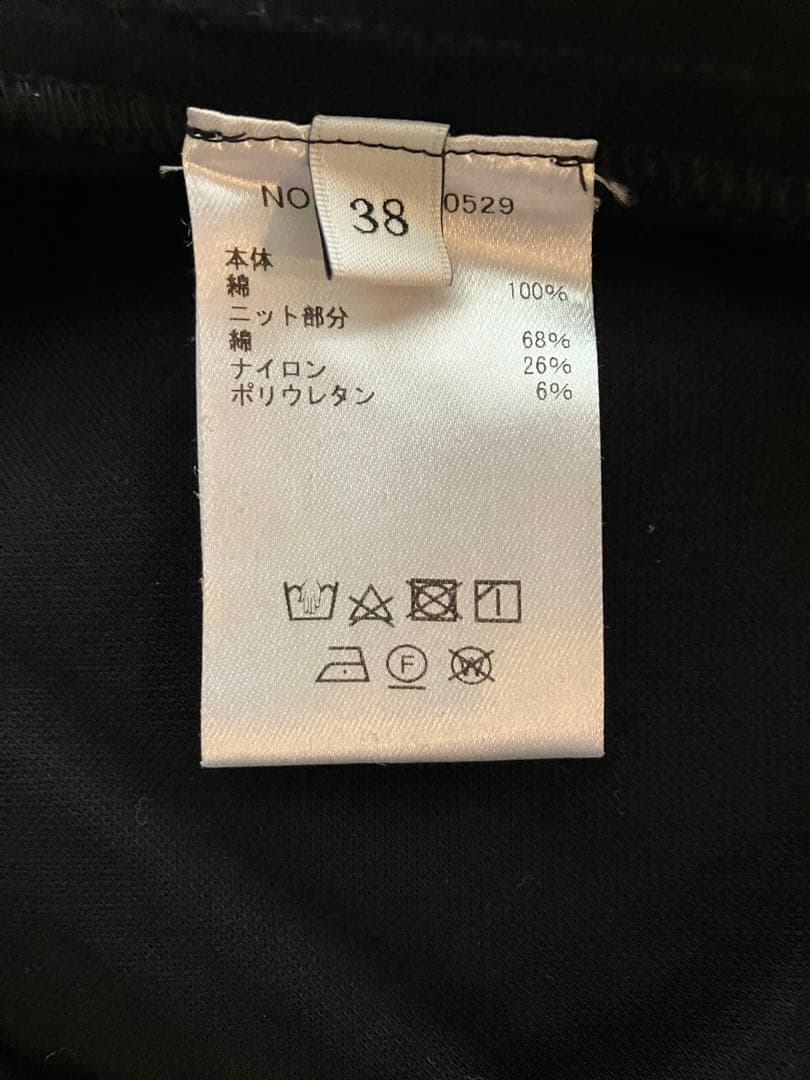 NO 0529
38
本体
綿 100%
ニット部分
綿 68%
ナイロン 26%
ポリウレタン 6%
F
W